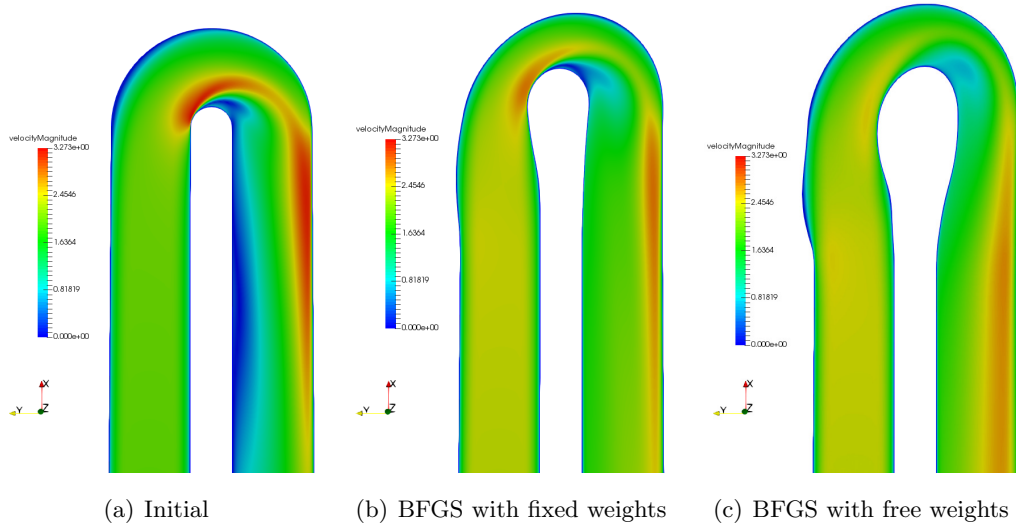 velocityMagnitude
3.273e+00
2.4546
1.6364
0.81819
0.000e+00
X
Y
Z
velocityMagnitude
3.273e+00
2.4546
1.6364
0.81819
0.000e+00
X
Y
Z
velocityMagnitude
3.273e+00
2.4546
1.6364
0.81819
0.000e+00
X
Y
Z
(a) Initial
(b) BFGS with fixed weights
(c) BFGS with free weights